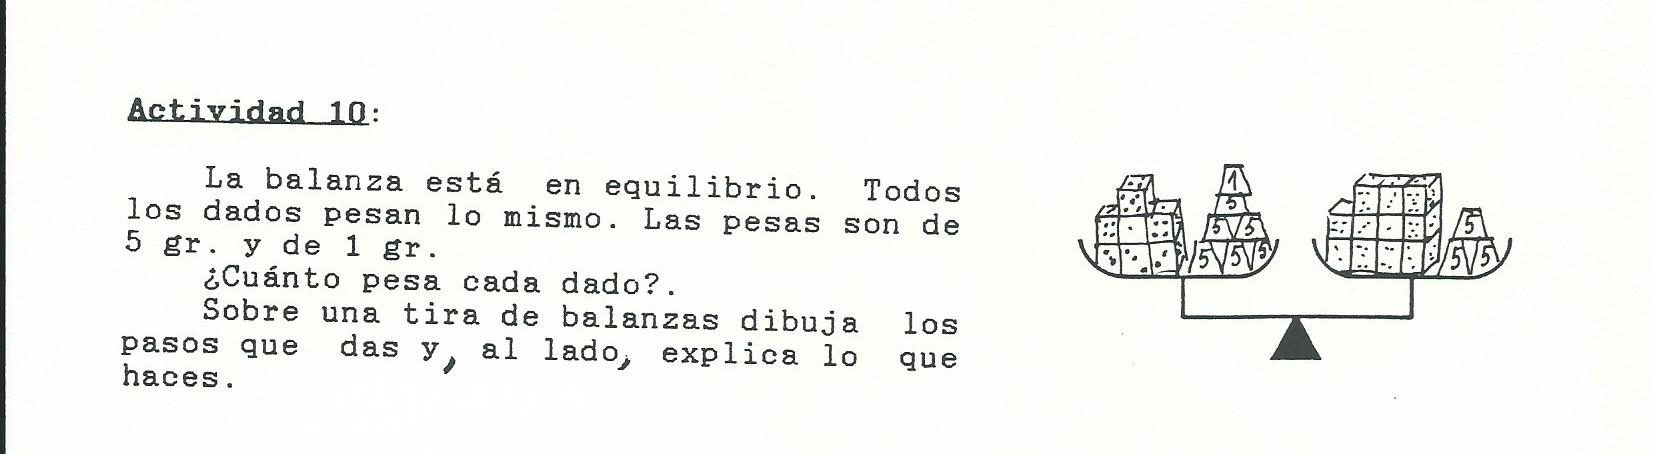 Actividad 10:
La balanza está en equilibrio. Todos
los dados pesan lo mismo. Las pesas son de
5 gr. y de 1 gr.
¿Cuánto pesa cada dado?.
Sobre una tira de balanzas dibuja los
pasos que das y, al lado, explica lo que
haces.
1
5
5 5
5 5 5
5
5 5